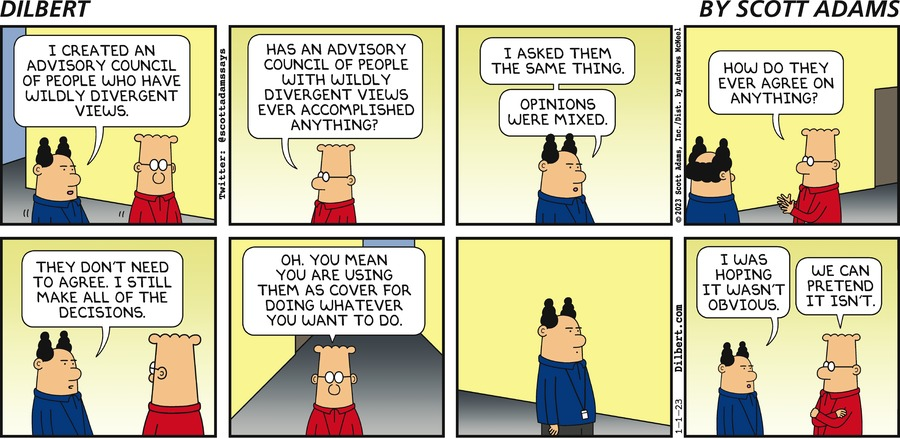 DILBERT
BY SCOTT ADAMS
I CREATED AN
ADVISORY COUNCIL
OF PEOPLE WHO HAVE
WILDLY DIVERGENT
VIEWS.
Twitter: @scottadamssays
HAS AN ADVISORY
COUNCIL OF PEOPLE
WITH WILDLY
DIVERGENT VIEWS
EVER ACCOMPLISHED
ANYTHING?
I ASKED THEM
THE SAME THING.
OPINIONS
WERE MIXED.
©2023 Scott Adams, Inc./Dist. by Andrews McMeel
HOW DO THEY
EVER AGREE ON
ANYTHING?
THEY DON'T NEED
TO AGREE. I STILL
MAKE ALL OF THE
DECISIONS.
OH. YOU MEAN
YOU ARE USING
THEM AS COVER FOR
DOING WHATEVER
YOU WANT TO DO.
1-1-23 Dilbert.com
I WAS
HOPING
IT WASN'T
OBVIOUS.
WE CAN
PRETEND
IT ISN'T.